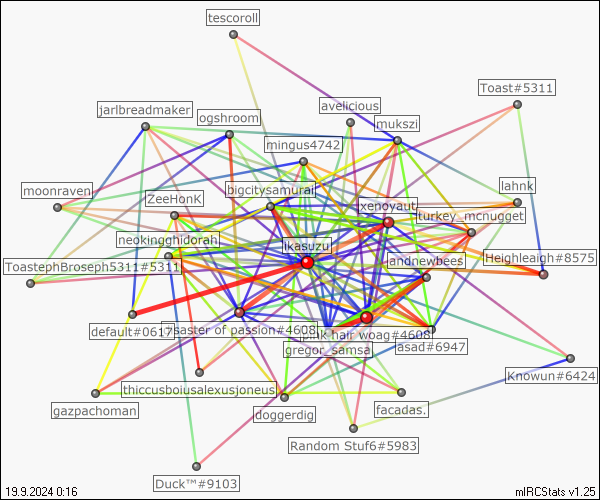 tescoroll
Toast#5311
jarlbreadmaker
avelicious
ogshroom
mukszi
mingus4742
moonraven
bigcitysamurai
lahnk
ZeeHonK
xenoyaut
turkey_mcnugget
neokingghidorah
ikasuzu
ToastephBroseph5311#5311
andnewbees
Heighleaigh#8575
default#0617
saster of passion#4608
pink hair woag#4608
gregor_samsa
asad#6947
Knowun#6424
thiccusboiusalexusjoneus
gazpachoman
doggerdig
facadas.
Random Stuf6#5983
Duck™#9103
19.9.2024 0:16
mIRCStats v1.25